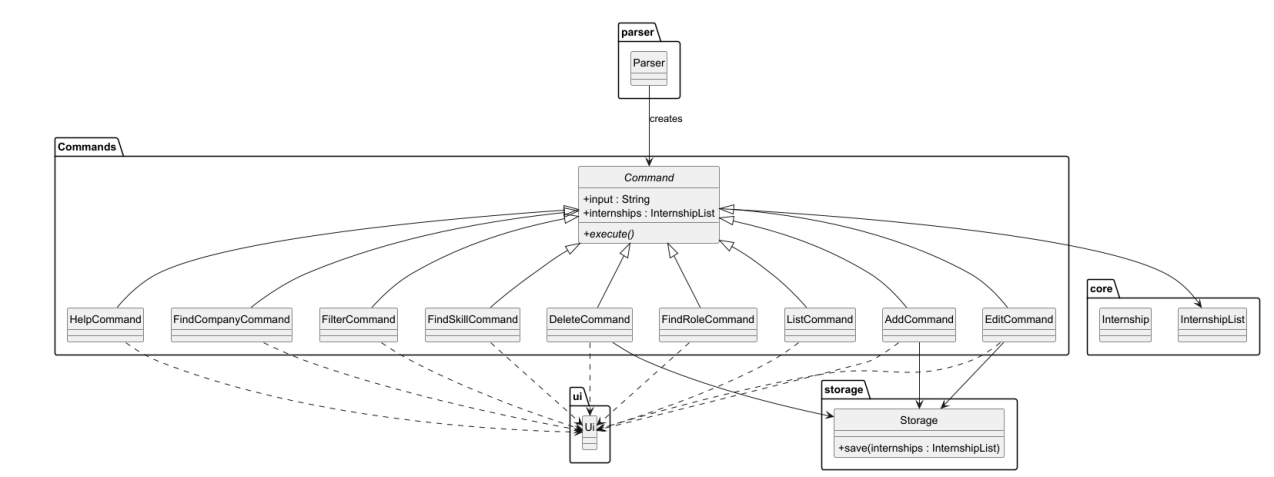 parser
Parser
creates
Commands
Command
+input : String
+internships : InternshipList
+execute()
core
HelpCommand
FindCompanyCommand
FilterCommand
FindSkillCommand
DeleteCommand
FindRoleCommand
ListCommand
AddCommand
EditCommand
Internship
InternshipList
ui
Ui
storage
Storage
+save(internships : InternshipList)